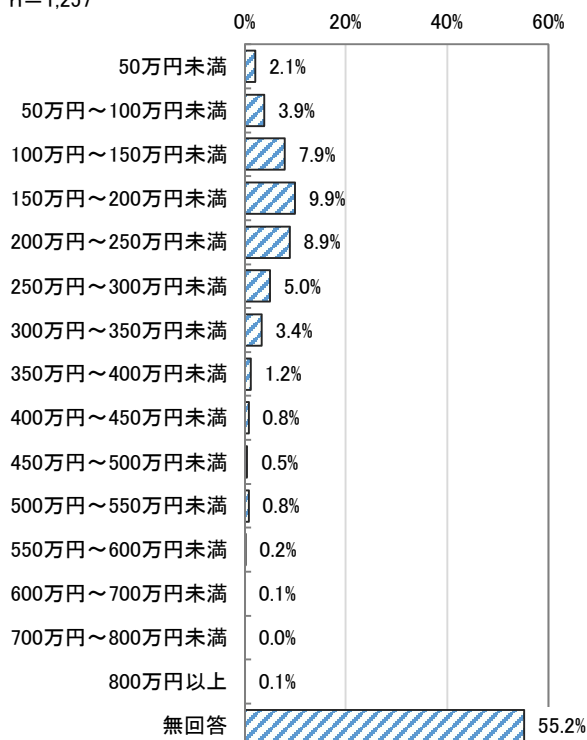 n=1,257
0% 20% 40% 60%
50万円未満 2.1%
50万円～100万円未満 3.9%
100万円～150万円未満 7.9%
150万円～200万円未満 9.9%
200万円～250万円未満 8.9%
250万円～300万円未満 5.0%
300万円～350万円未満 3.4%
350万円～400万円未満 1.2%
400万円～450万円未満 0.8%
450万円～500万円未満 0.5%
500万円～550万円未満 0.8%
550万円～600万円未満 0.2%
600万円～700万円未満 0.1%
700万円～800万円未満 0.0%
800万円以上 0.1%
無回答 55.2%